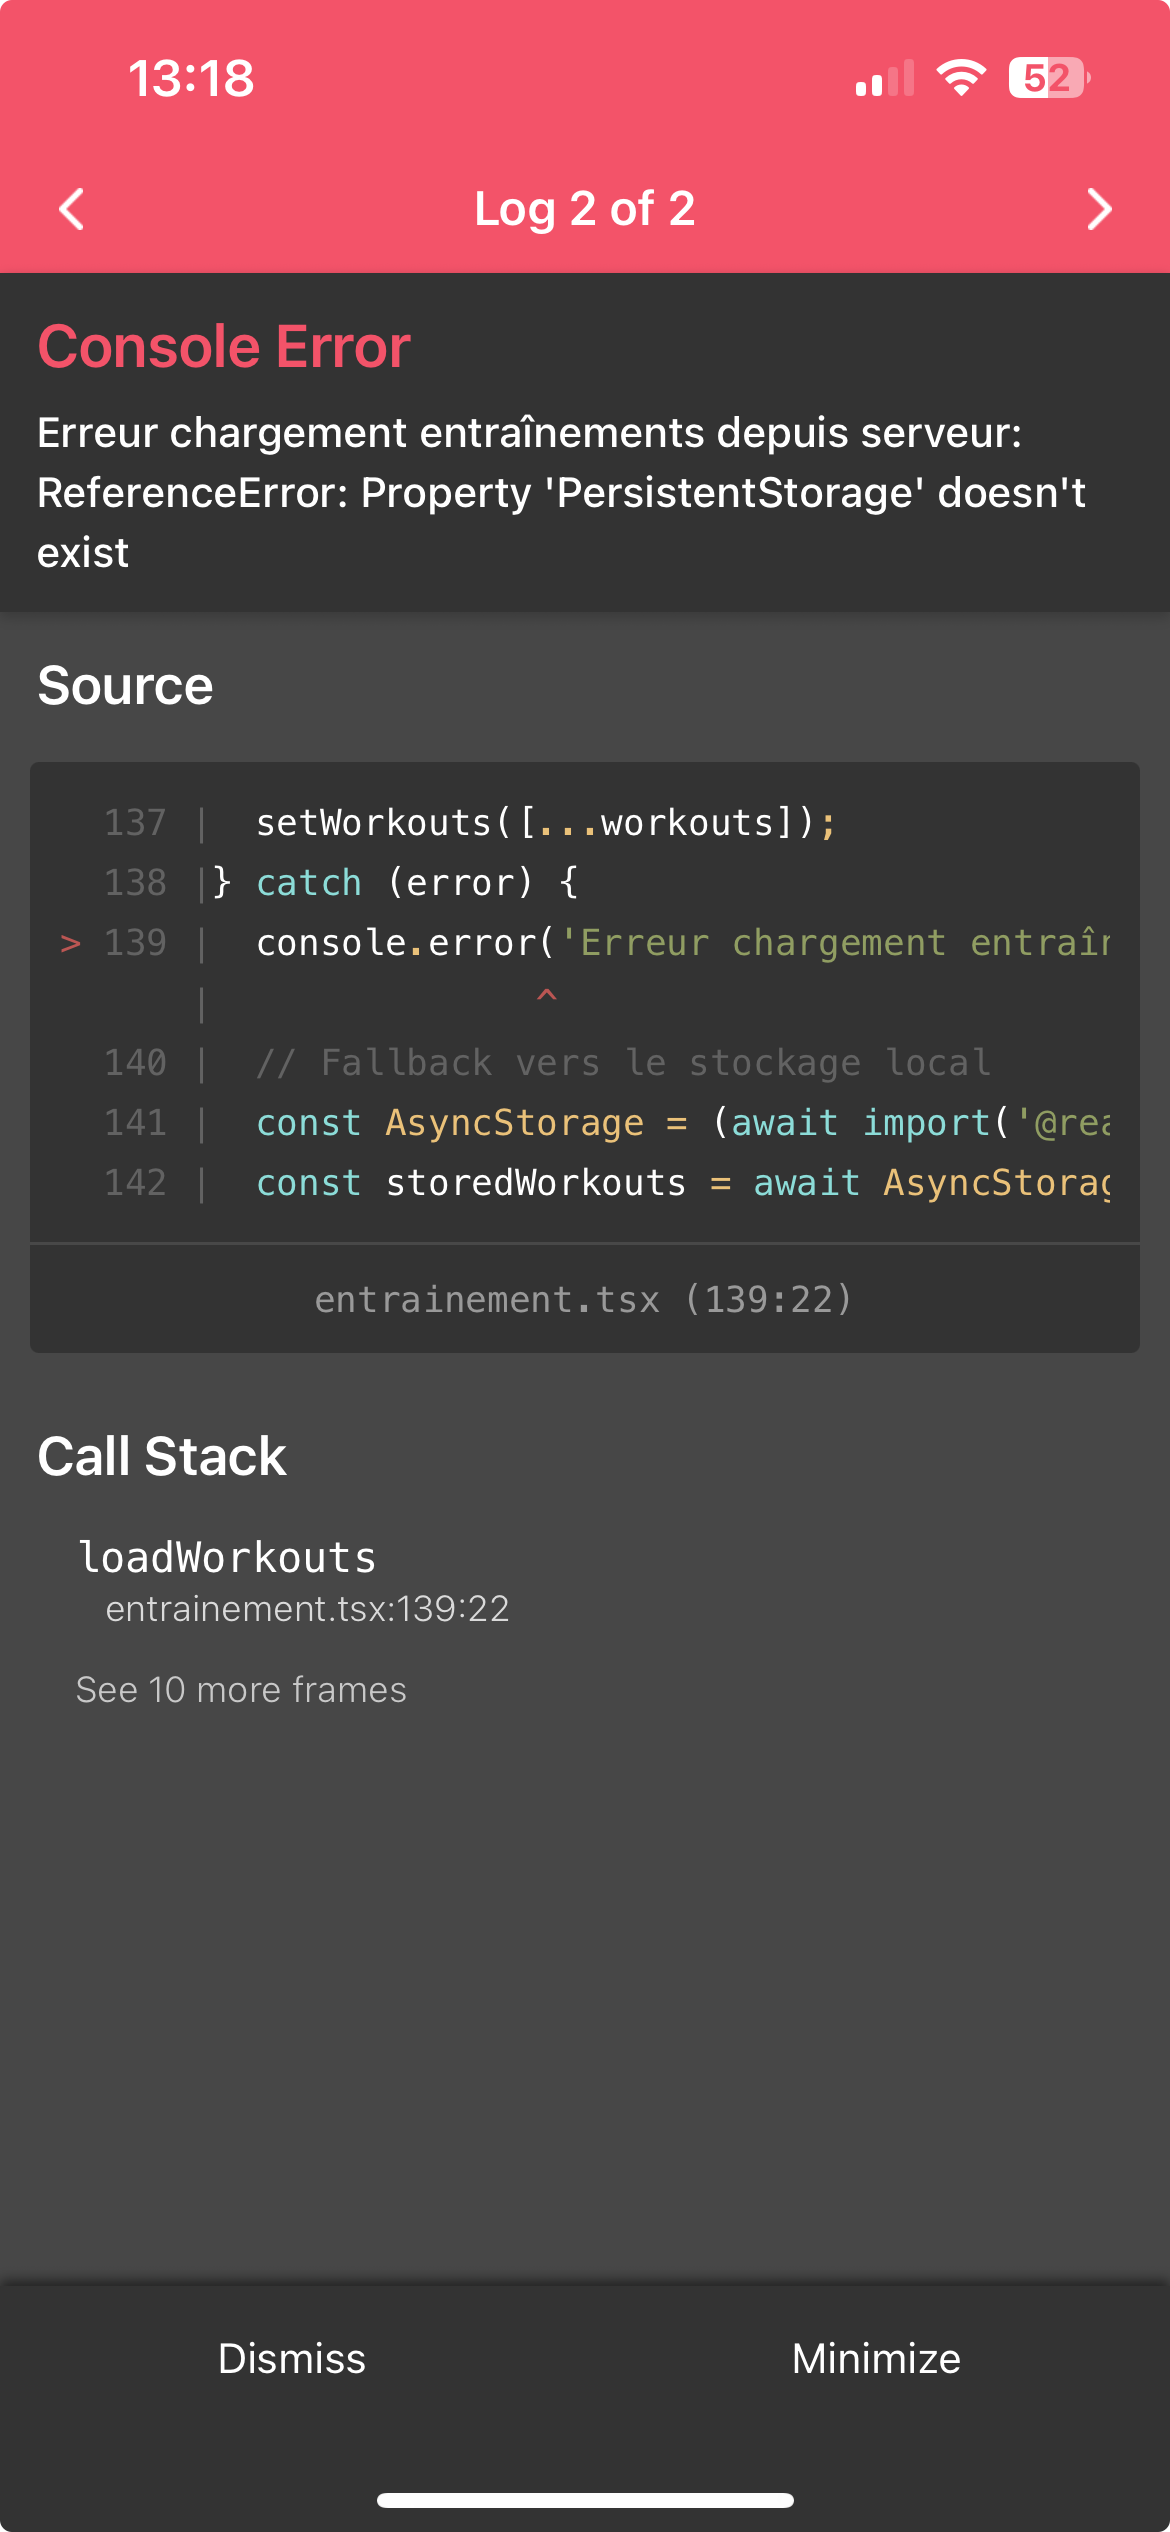 13:18
52
Log 2 of 2
Console Error
Erreur chargement entraînements depuis serveur:
ReferenceError: Property 'PersistentStorage' doesn't
exist
Source
137 |   setWorkouts([...workouts]);
138 | } catch (error) {
> 139 |   console.error('Erreur chargement entraîn
|                ^
140 |   // Fallback vers le stockage local
141 |   const AsyncStorage = (await import('@rea
142 |   const storedWorkouts = await AsyncStorag
entrainement.tsx (139:22)
Call Stack
loadWorkouts
entrainement.tsx:139:22
See 10 more frames
Dismiss
Minimize